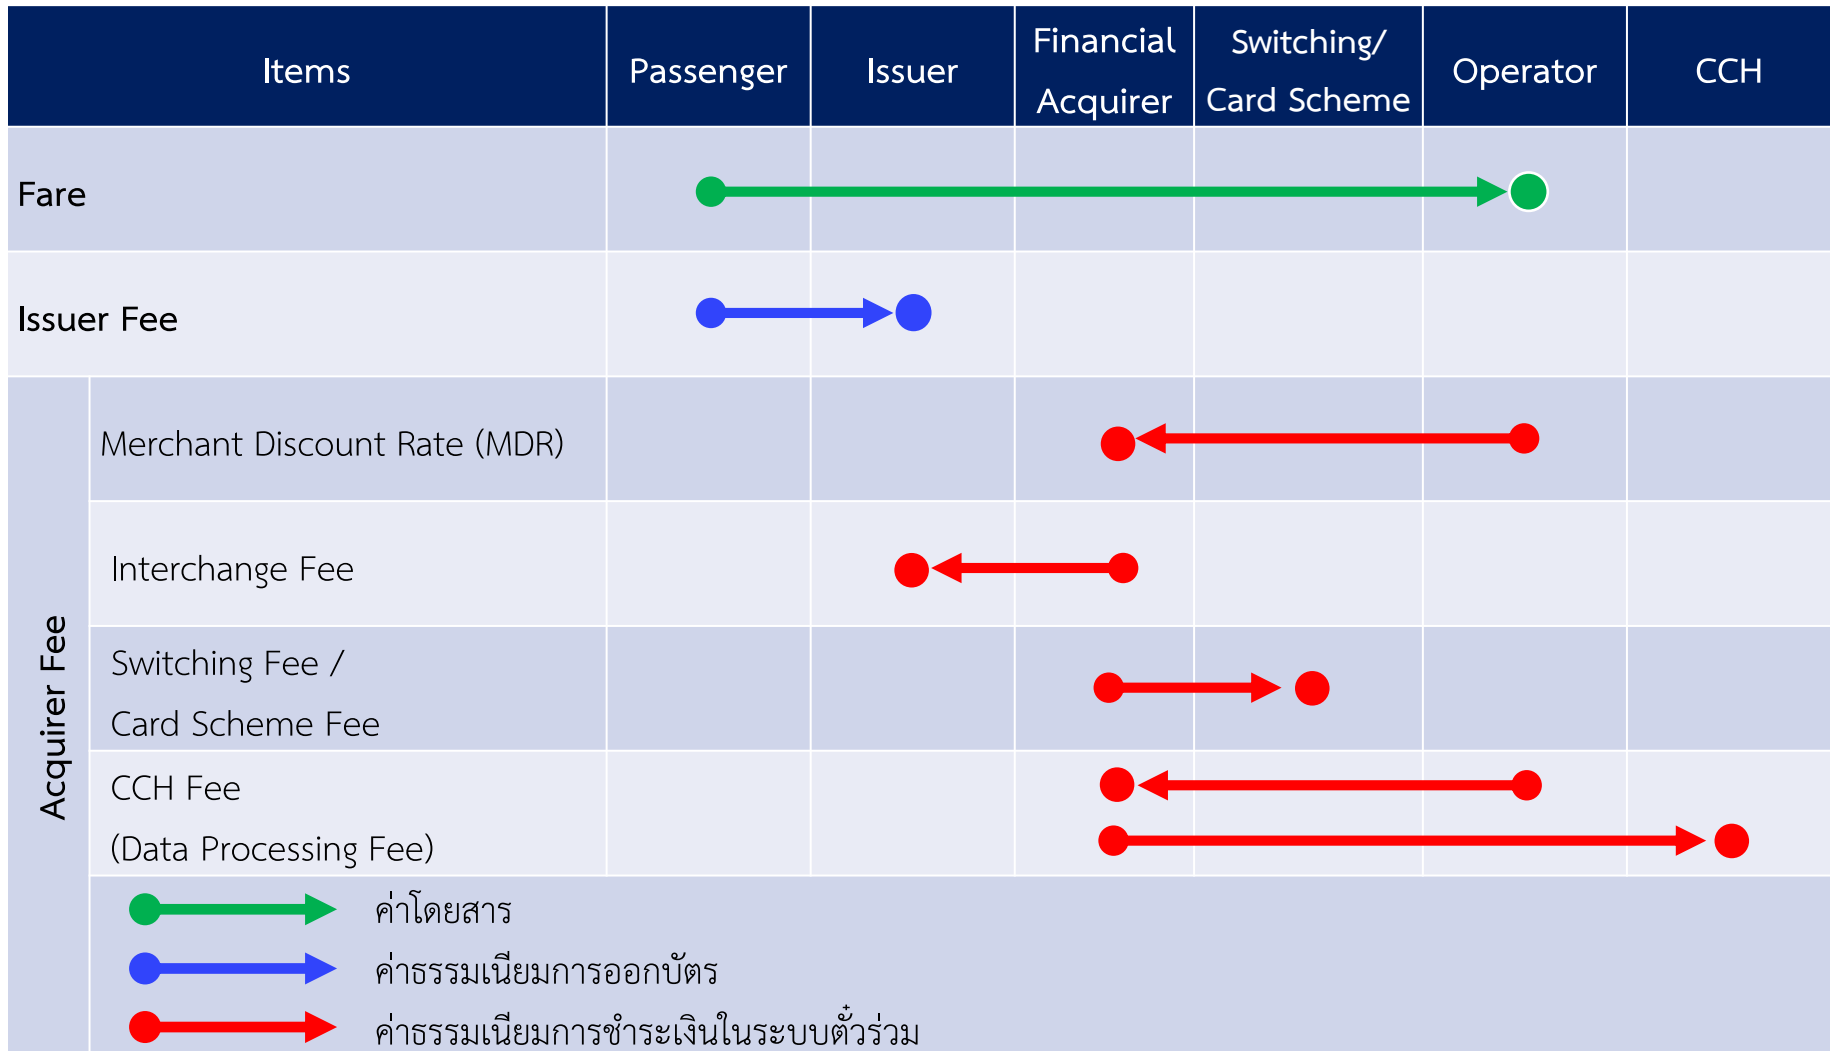 Items
Passenger
Issuer
Financial
Acquirer
Switching/
Card Scheme
Operator
CCH
Fare
Issuer Fee
Acquirer Fee
Merchant Discount Rate (MDR)
Interchange Fee
Switching Fee /
Card Scheme Fee
CCH Fee
(Data Processing Fee)
ค่าโดยสาร
ค่าธรรมเนียมการออกบัตร
ค่าธรรมเนียมการชำระเงินในระบบตั๋วร่วม